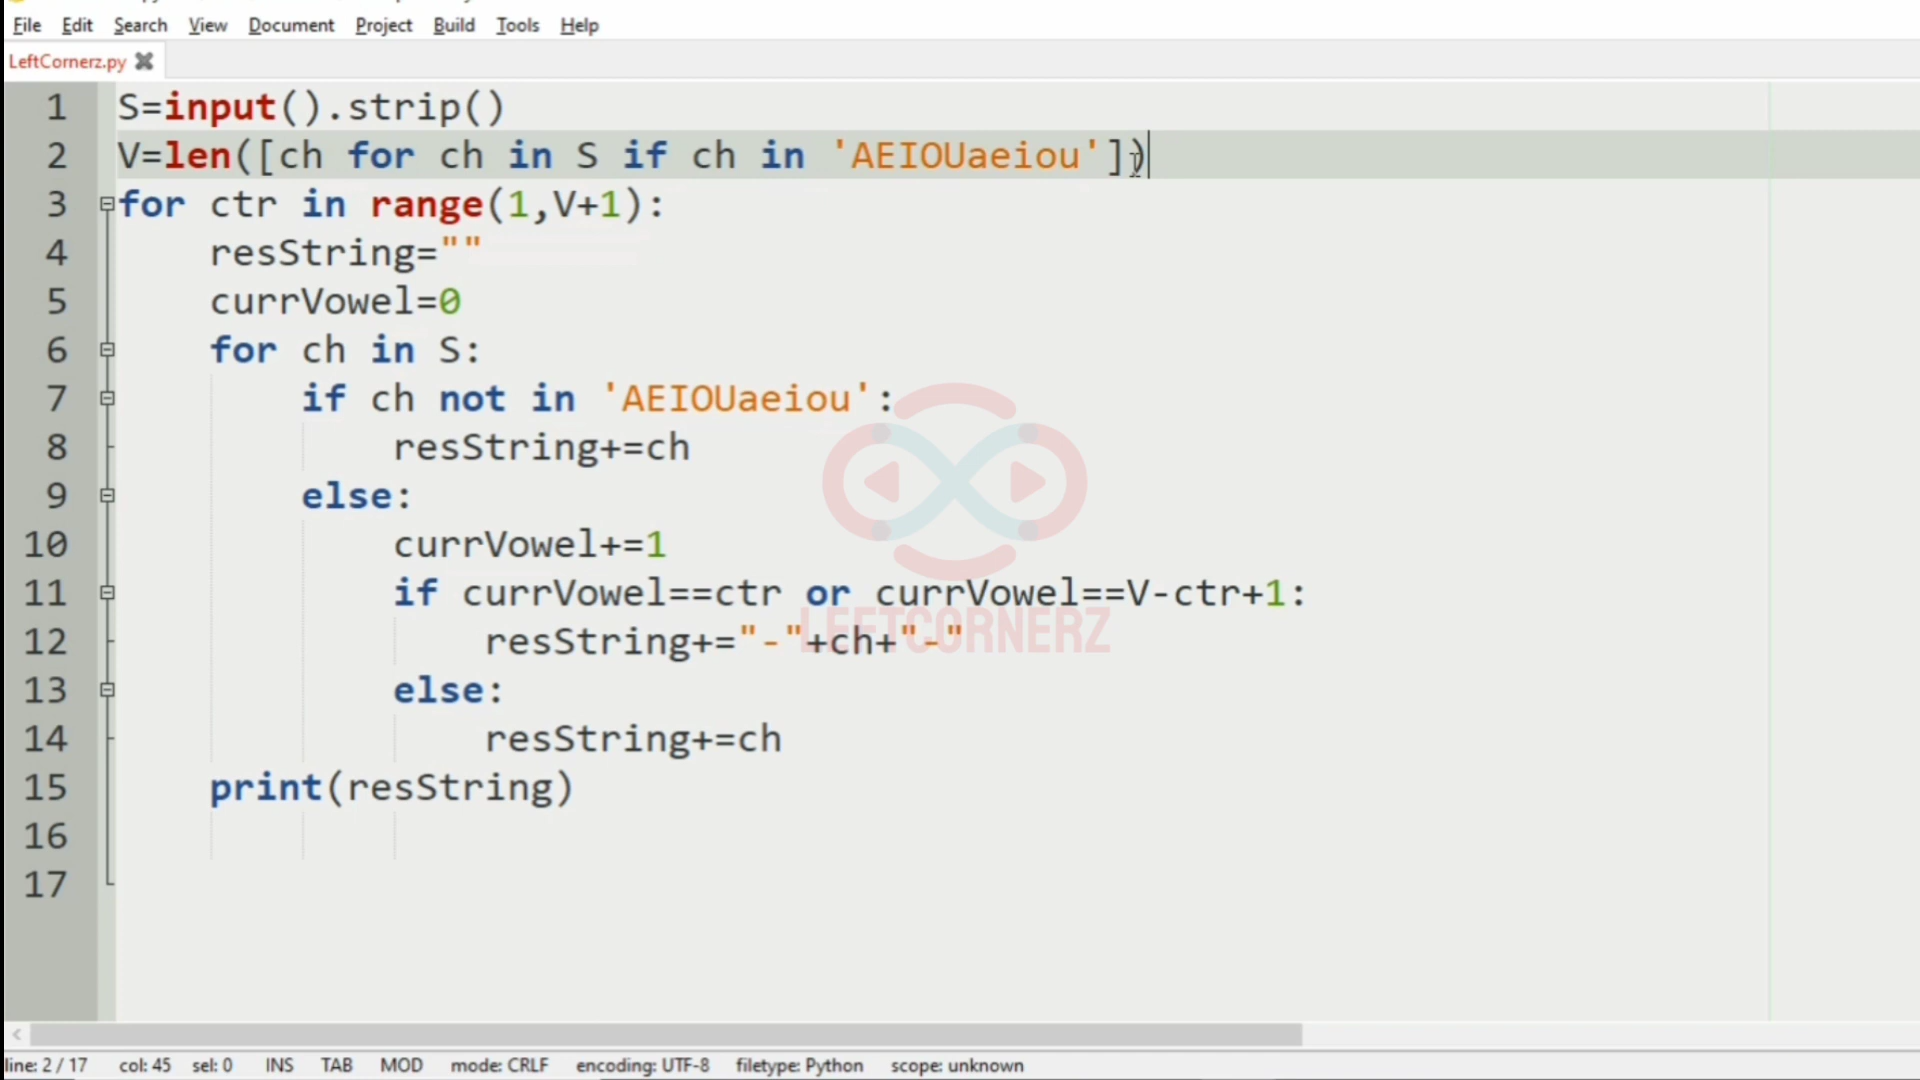 File Edit Search View Document Project Build Tools Help
LeftCornerz.py
1 S=input().strip()
2 V=len([ch for ch in S if ch in 'AEIOUaeiou'])
3 for ctr in range(1,V+1):
4 resString=""
5 currVowel=0
6 for ch in S:
7 if ch not in 'AEIOUaeiou':
8 resString+=ch
9 else:
10 currVowel+=1
11 if currVowel==ctr or currVowel==V-ctr+1:
12 resString+="-"+ch+"-"
LEFTCORNERZ
13 else:
14 resString+=ch
15 print(resString)
16
17
line: 2 / 17 col: 45 sel: 0 INS TAB MOD mode: CRLF encoding: UTF-8 filetype: Python scope: unknown